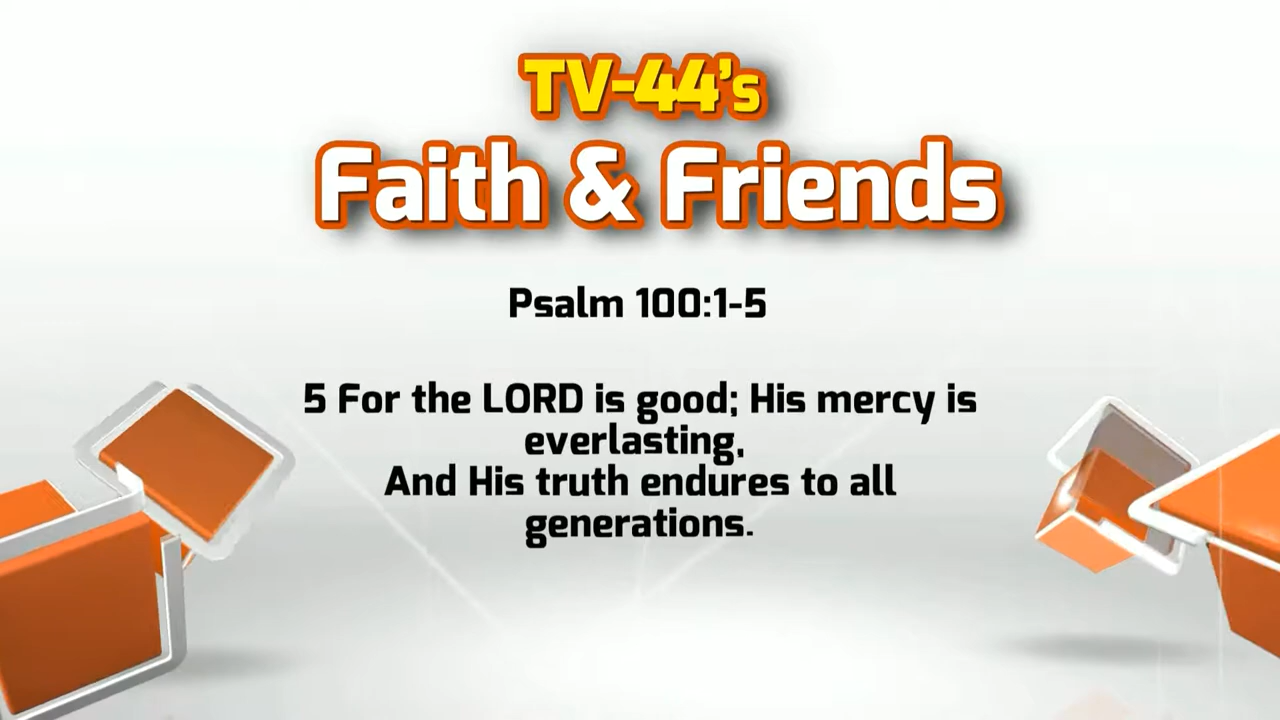 TV-44's
Faith & Friends
Psalm 100:1-5
5 For the LORD is good; His mercy is
everlasting,
And His truth endures to all
generations.